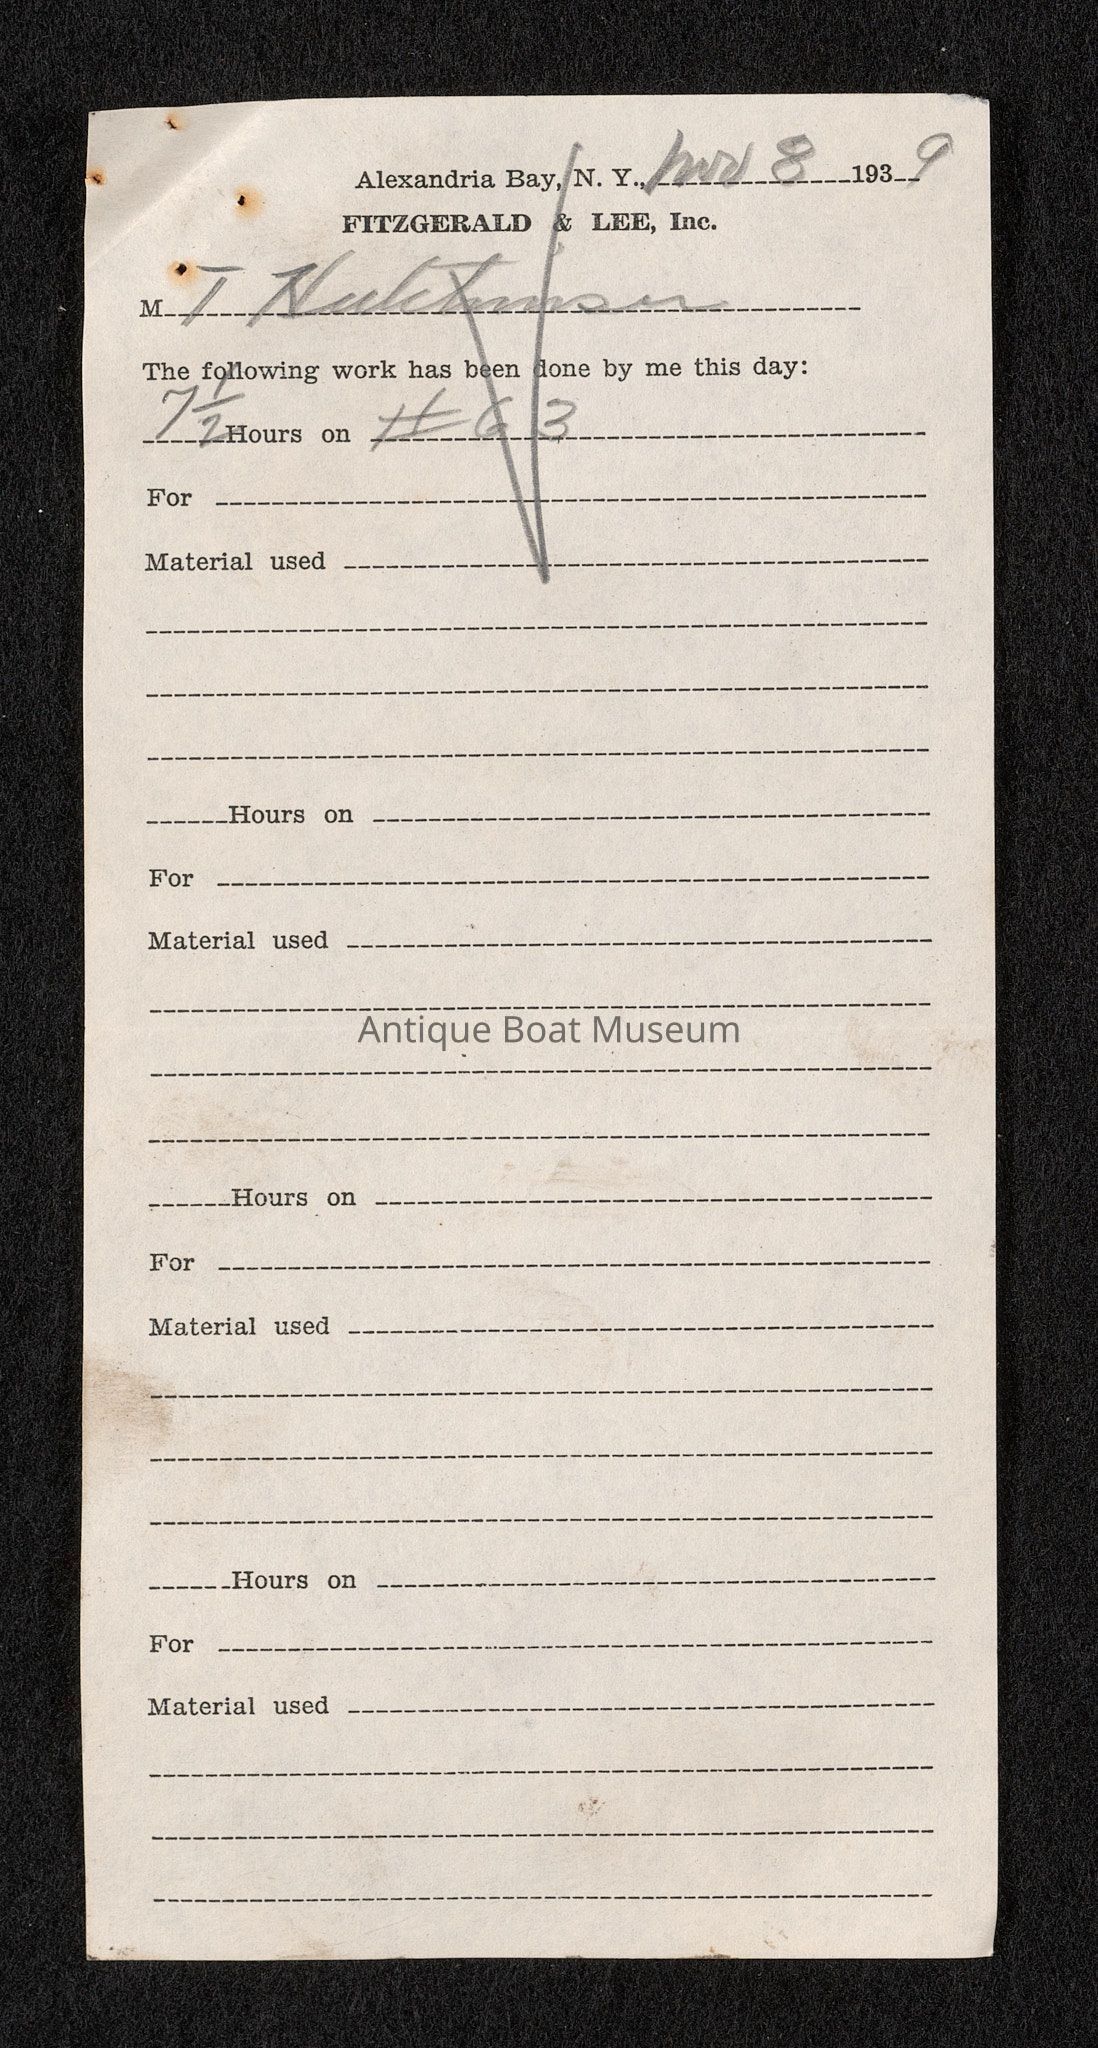 Alexandria Bay, N. Y., Nov 8 1939
FITZGERALD & LEE, Inc.
M T Hutchinson
The following work has been done by me this day:
7 1/2 Hours on # 63
For
Material used
Hours on
For
Material used
Antique Boat Museum
Hours on
For
Material used
Hours on
For
Material used